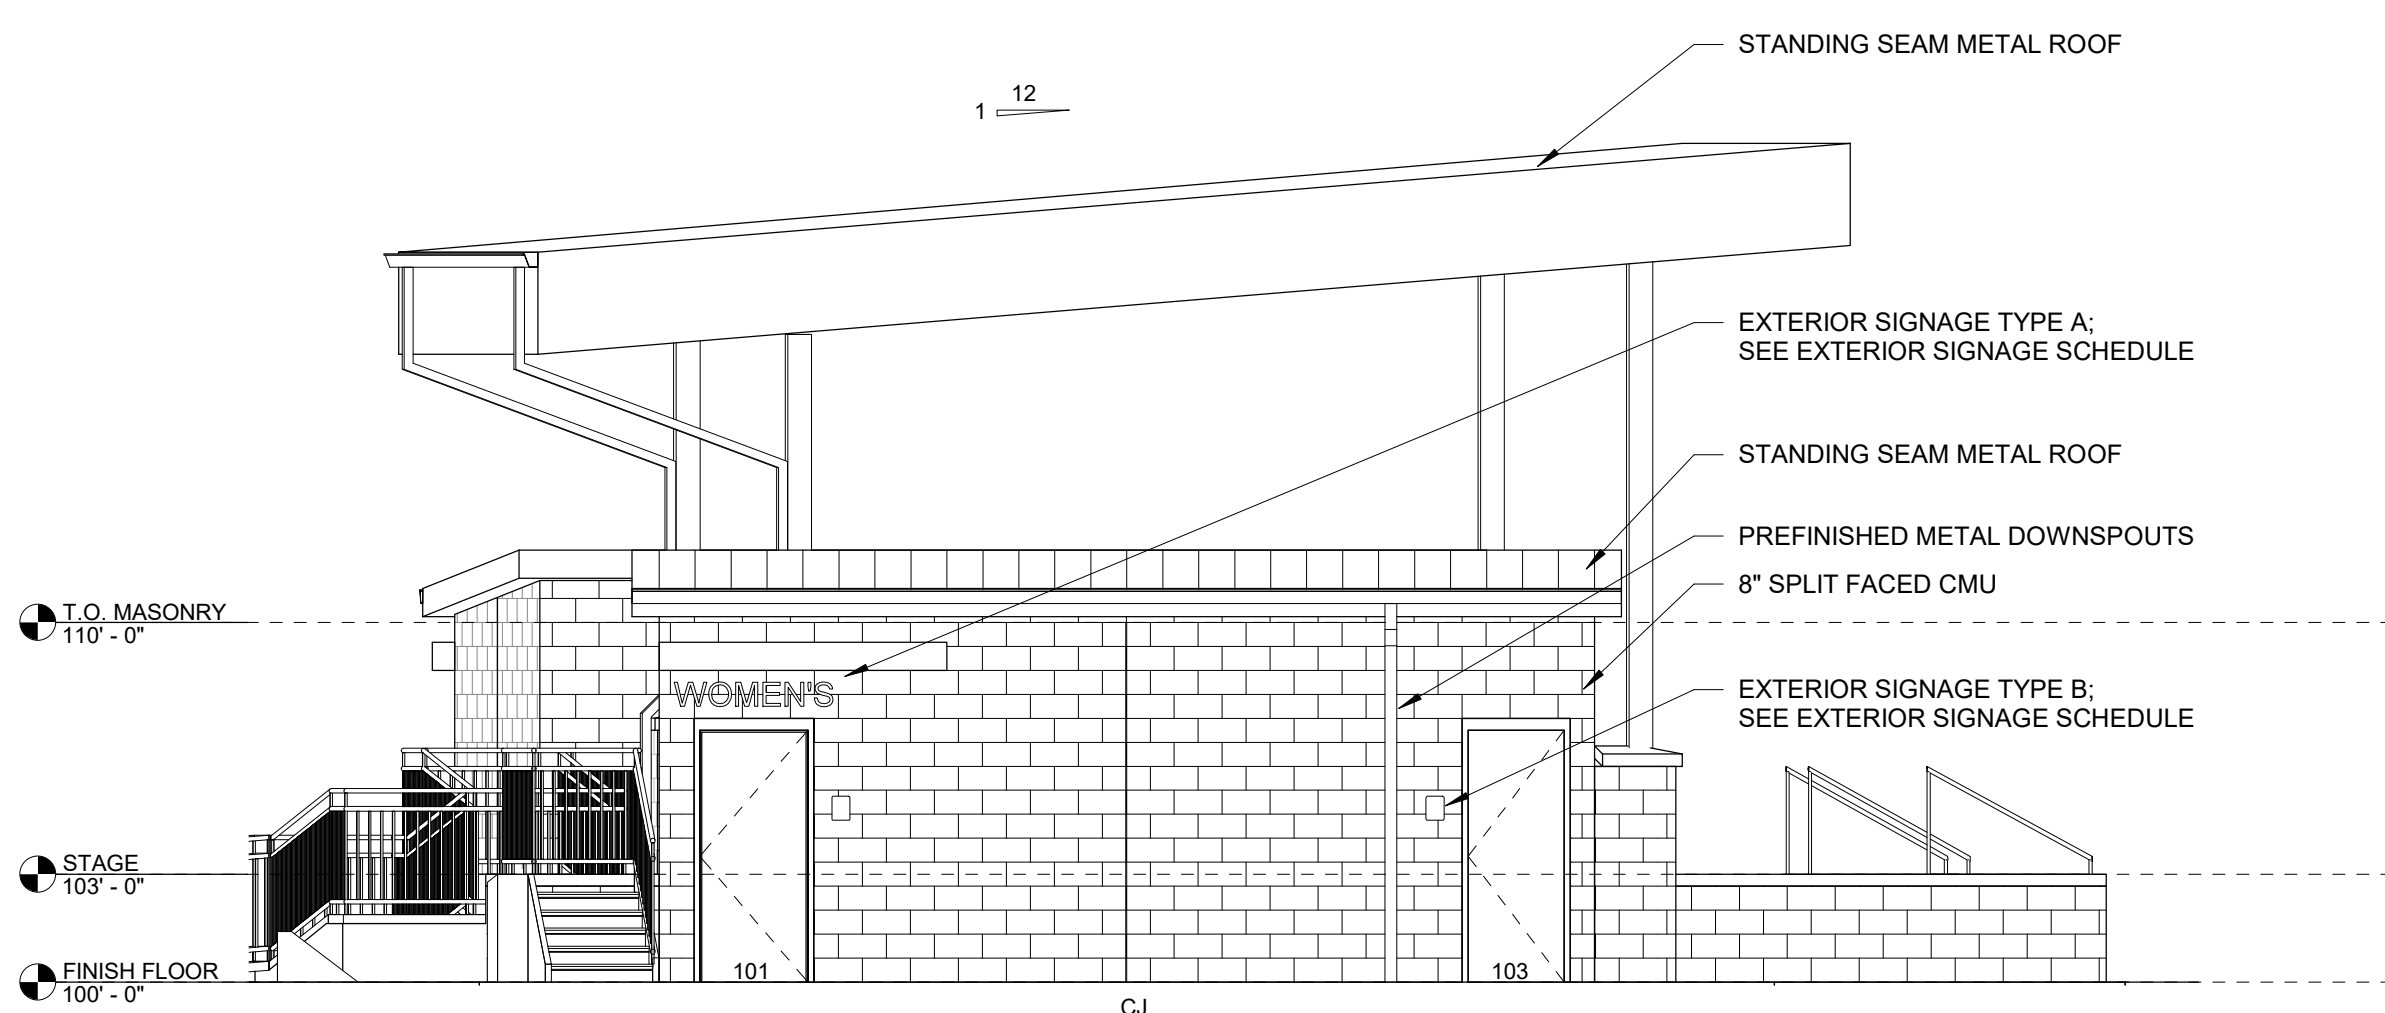 STANDING SEAM METAL ROOF
12
1
EXTERIOR SIGNAGE TYPE A;
SEE EXTERIOR SIGNAGE SCHEDULE
STANDING SEAM METAL ROOF
PREFINISHED METAL DOWNSPOUTS
8" SPLIT FACED CMU
T.O. MASONRY
110' - 0"
EXTERIOR SIGNAGE TYPE B;
SEE EXTERIOR SIGNAGE SCHEDULE
WOMEN'S
STAGE
103' - 0"
FINISH FLOOR
100' - 0"
101
103
CJ